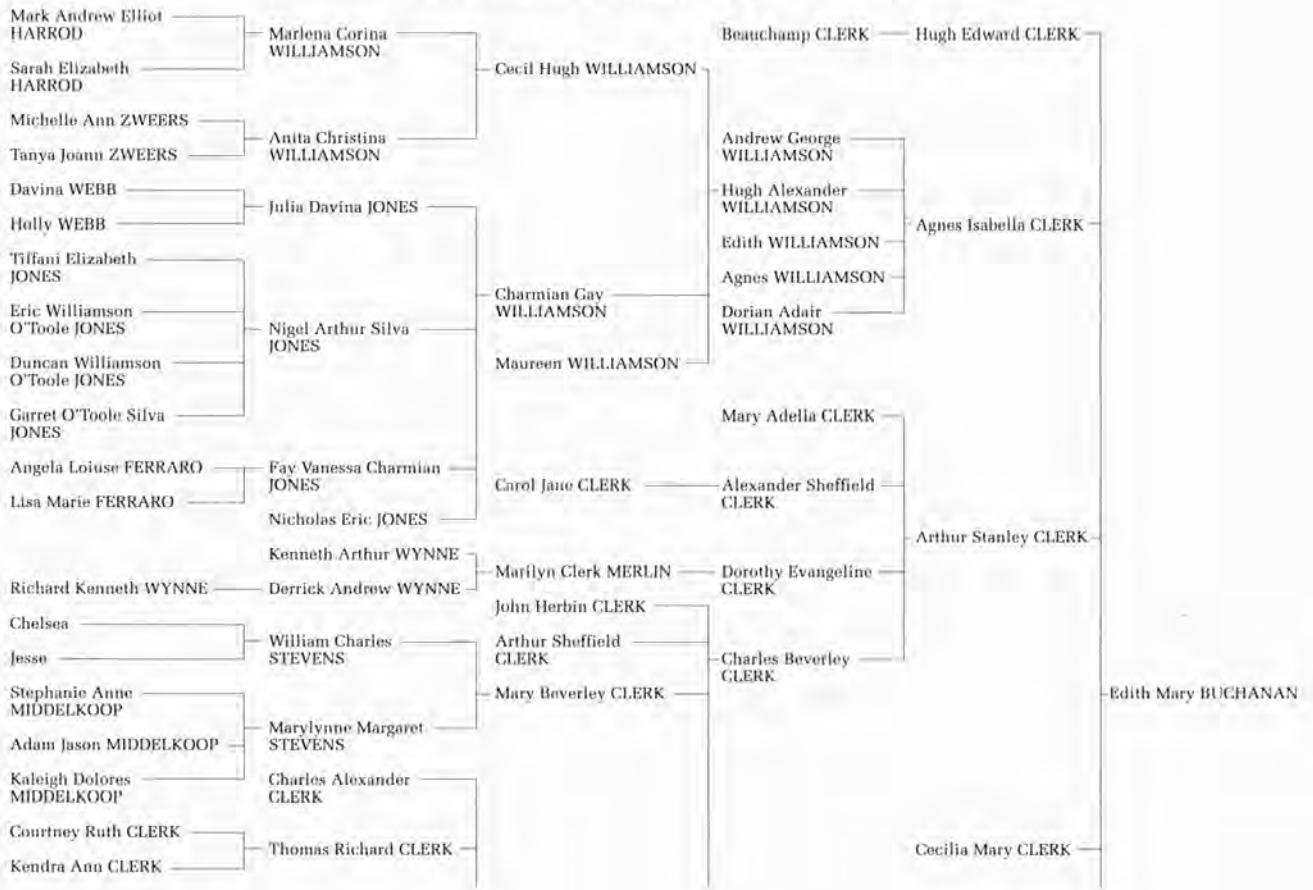 Mark Andrew Elliot
HARROD
Sarah Elizabeth
HARROD
Michelle Ann ZWEERS
Tanya Joann ZWEERS
Davina WEBB
Holly WEBB
Tiffani Elizabeth
JONES
Eric Williamson
O'Toole JONES
Duncan Williamson
O'Toole JONES
Garret O'Toole Silva
JONES
Angela Loiuse FERRARO
Lisa Marie FERRARO
Richard Kenneth WYNNE
Chelsea
Jesse
Stephanie Anne
MIDDELKOOP
Adam Jason MIDDELKOOP
Kaleigh Dolores
MIDDELKOOP
Courtney Ruth CLERK
Kendra Ann CLERK
Marlena Corina
WILLIAMSON
Anita Christina
WILLIAMSON
Julia Davina JONES
Nigel Arthur Silva
JONES
Fay Vanessa Charmian
JONES
Nicholas Eric JONES
Kenneth Arthur WYNNE
Derrick Andrew WYNNE
William Charles
STEVENS
Marylynne Margaret
STEVENS
Charles Alexander
CLERK
Thomas Richard CLERK
Cecil Hugh WILLIAMSON
Charmian Gay
WILLIAMSON
Maureen WILLIAMSON
Carol Jane CLERK
Marilyn Clerk MERLIN
John Herbin CLERK
Arthur Sheffield
CLERK
Mary Beverley CLERK
Beauchamp CLERK
Andrew George
WILLIAMSON
Hugh Alexander
WILLIAMSON
Edith WILLIAMSON
Agnes WILLIAMSON
Dorian Adair
WILLIAMSON
Mary Adelia CLERK
Alexander Sheffield
CLERK
Dorothy Evangeline
CLERK
Charles Beverley
CLERK
Hugh Edward CLERK
Agnes Isabella CLERK
Arthur Stanley CLERK
Cecilia Mary CLERK
Edith Mary BUCHANAN